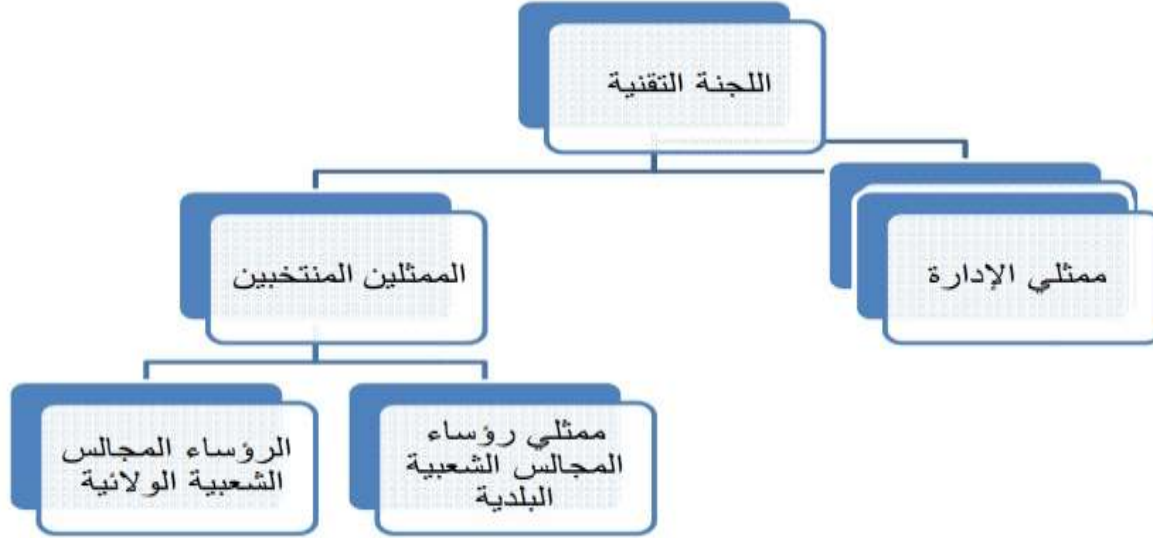 اللجنة التقنية
ممثلي الإدارة
الممثلين المنتخبين
ممثلي رؤساء
المجالس الشعبية
البلدية
الرؤساء المجالس
الشعبية الولائية